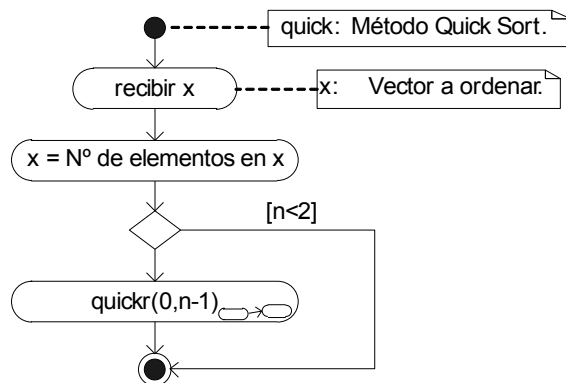 quick: Método Quick Sort.
recibir x
x: Vector a ordenar.
x = Nº de elementos en x
[n<2]
quickr(0,n-1)